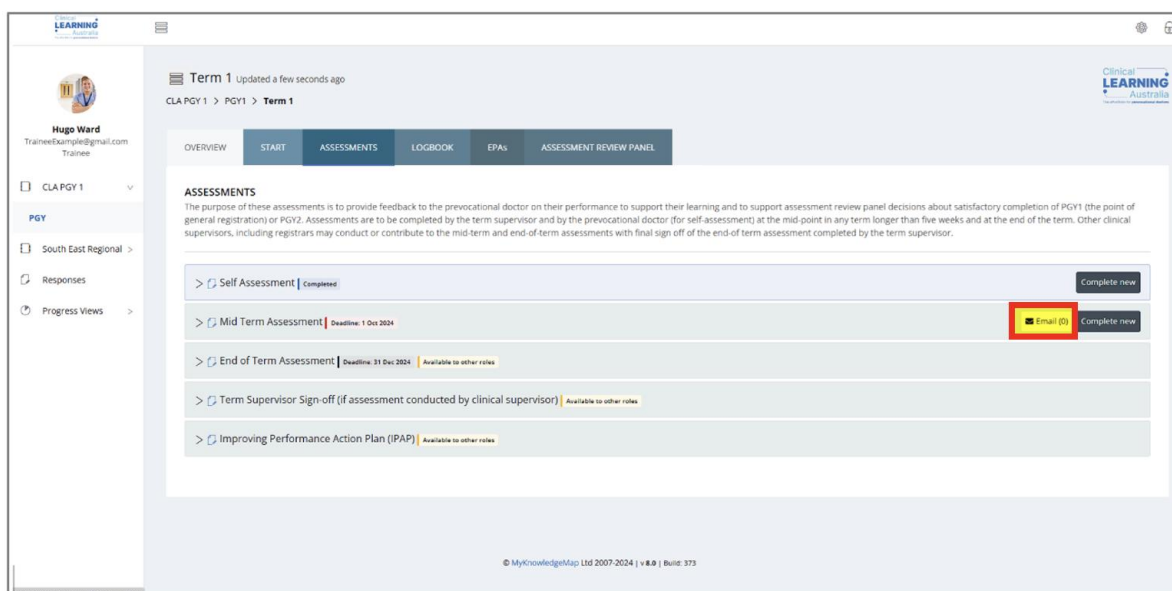 Clinical
LEARNING
Australia
Term 1 Updated a few seconds ago
CLA PGY 1 > PGY1 > Term 1
Clinical
LEARNING
Australia
Hugo Ward
TraineeExample@gmail.com
Trainee
CLA PGY 1
PGY
South East Regional >
Responses
Progress Views >
OVERVIEW START ASSESSMENTS LOGBOOK EPAs ASSESSMENT REVIEW PANEL
ASSESSMENTS
The purpose of these assessments is to provide feedback to the prevocational doctor on their performance to support their learning and to support assessment review panel decisions about satisfactory completion of PGY1 (the point of
general registration) or PGY2. Assessments are to be completed by the term supervisor and by the prevocational doctor (for self-assessment) at the mid-point in any term longer than five weeks and at the end of the term. Other clinical
supervisors, including registrars may conduct or contribute to the mid-term and end-of-term assessments with final sign off of the end-of term assessment completed by the term supervisor.
> Self Assessment Completed Complete new
> Mid Term Assessment Deadline: 1 Oct 2024 Email (0) Complete new
> End of Term Assessment Deadline: 31 Dec 2024 Available to other roles
> Term Supervisor Sign-off (if assessment conducted by clinical supervisor) Available to other roles
> Improving Performance Action Plan (IPAP) Available to other roles
© MyKnowledgeMap Ltd 2007-2024 | v 8.0 | Build: 373